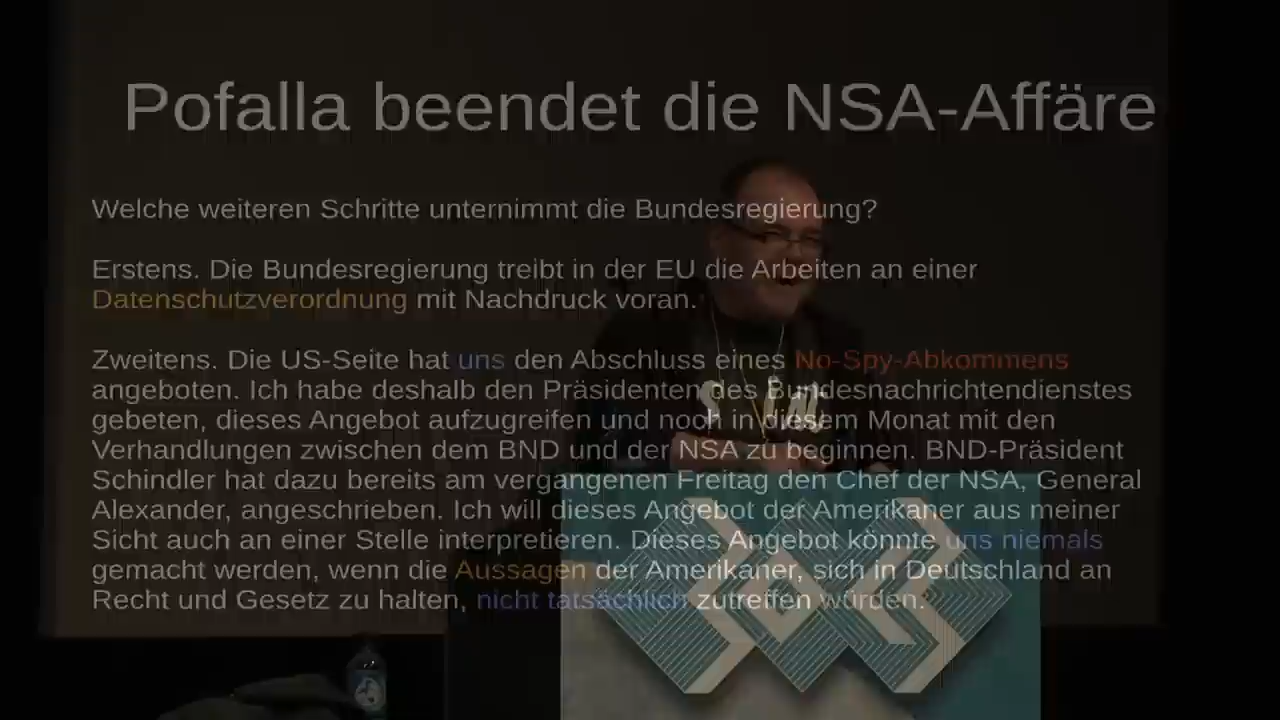 Pofalla beendet die NSA-Affäre
Welche weiteren Schritte unternimmt die Bundesregierung?
Erstens. Die Bundesregierung treibt in der EU die Arbeiten an einer
Datenschutzverordnung mit Nachdruck voran.
Zweitens. Die US-Seite hat uns den Abschluss eines No-Spy-Abkommens
angeboten. Ich habe deshalb den Präsidenten des Bundesnachrichtendienstes
gebeten, dieses Angebot aufzugreifen und noch in diesem Monat mit den
Verhandlungen zwischen dem BND und der NSA zu beginnen. BND-Präsident
Schindler hat dazu bereits am vergangenen Freitag den Chef der NSA, General
Alexander, angeschrieben. Ich will dieses Angebot der Amerikaner aus meiner
Sicht auch an einer Stelle interpretieren. Dieses Angebot könnte uns niemals
gemacht werden, wenn die Aussagen der Amerikaner, sich in Deutschland an
Recht und Gesetz zu halten, nicht tatsächlich zutreffen würden.